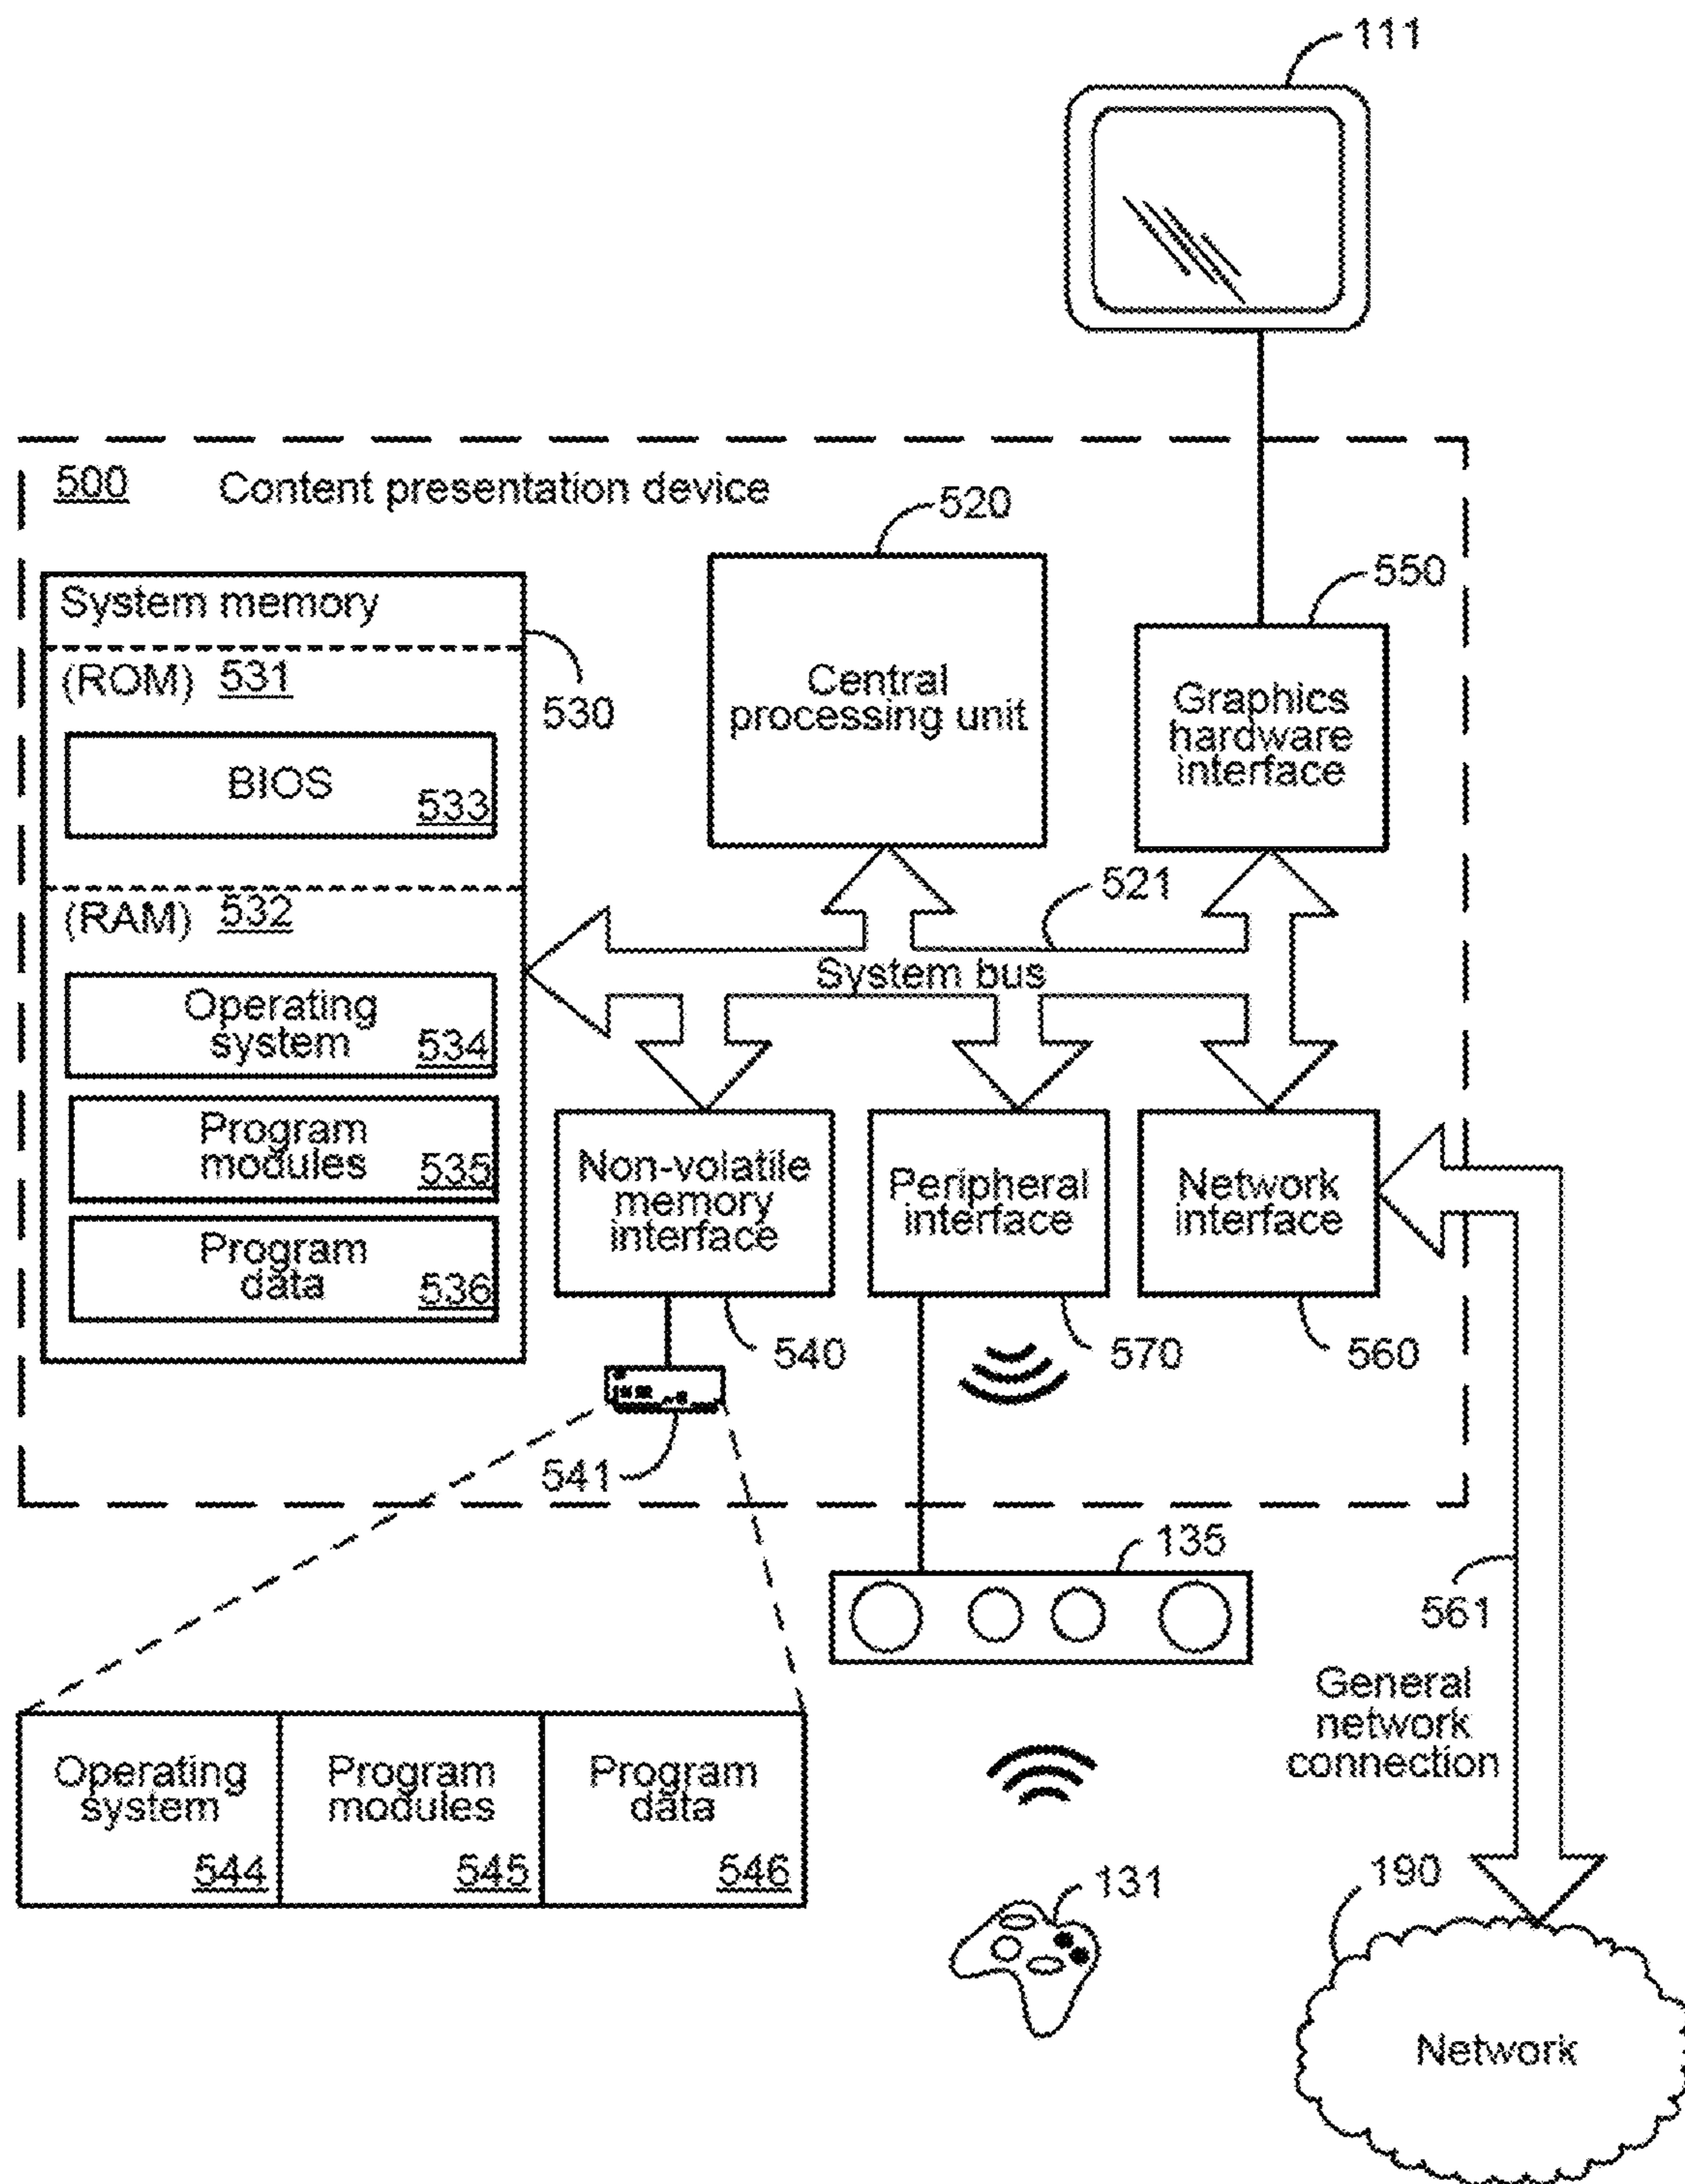 111
500 Content presentation device
520
550
System memory
(ROM) 531
530
BIOS
533
Central
processing unit
Graphics
hardware
interface
521
(RAM) 532
System bus
Operating
system 534
Program
modules 535
Program
data 536
Non-volatile
memory
interface
Peripheral
interface
Network
interface
540
570
560
541
135
561
General
network
connection
Operating
system
544
Program
modules
545
Program
data
546
131
190
Network